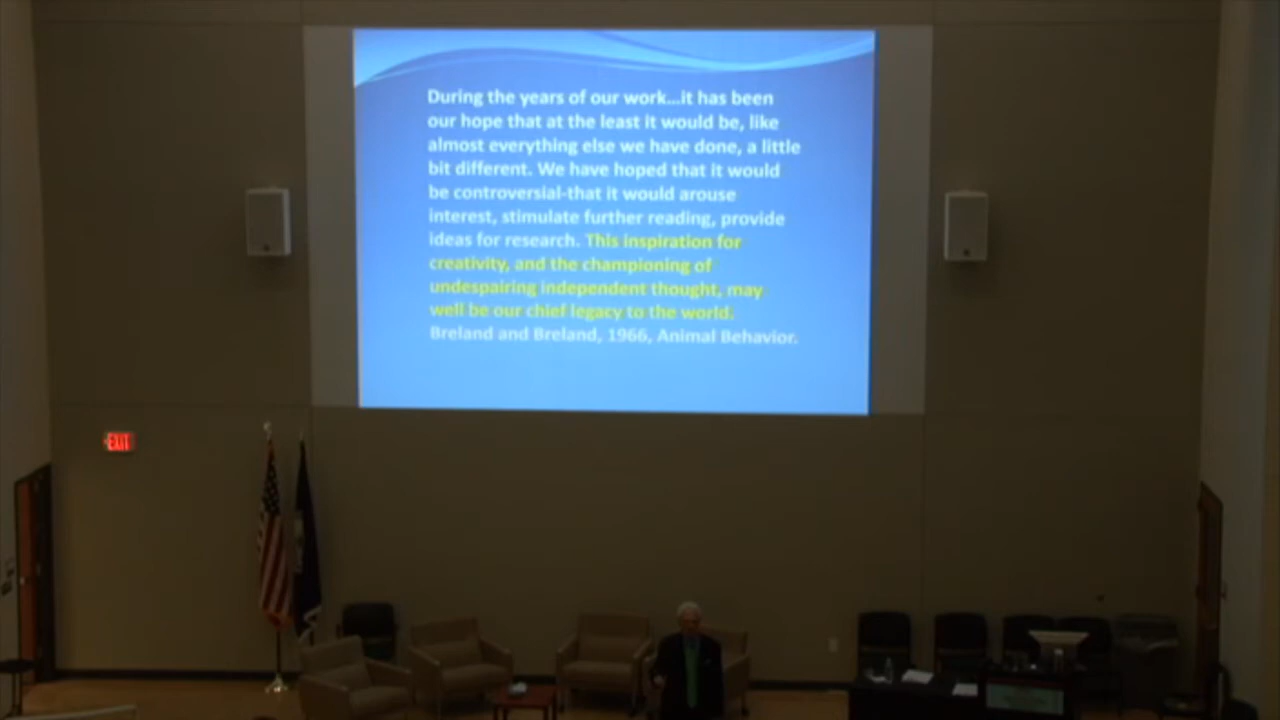 During the years of our work...it has been
our hope that at the least it would be, like
almost everything else we have done, a little
bit different. We have hoped that it would
be controversial-that it would arouse
interest, stimulate further reading, provide
ideas for research. This inspiration for
creativity, and the championing of
undespairing independent thought, may
well be our chief legacy to the world.
Breland and Breland, 1966, Animal Behavior.
EXIT